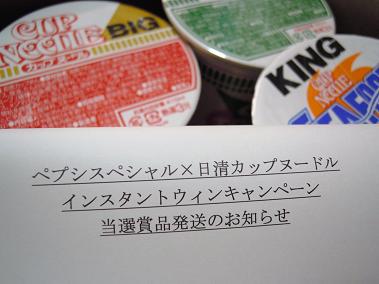 CUP
NOODLE BIG
カップヌードル
KING
CUP
NOODLE
ペプシスペシャル×日清カップヌードル
インスタントウィンキャンペーン
当選賞品発送のお知らせ